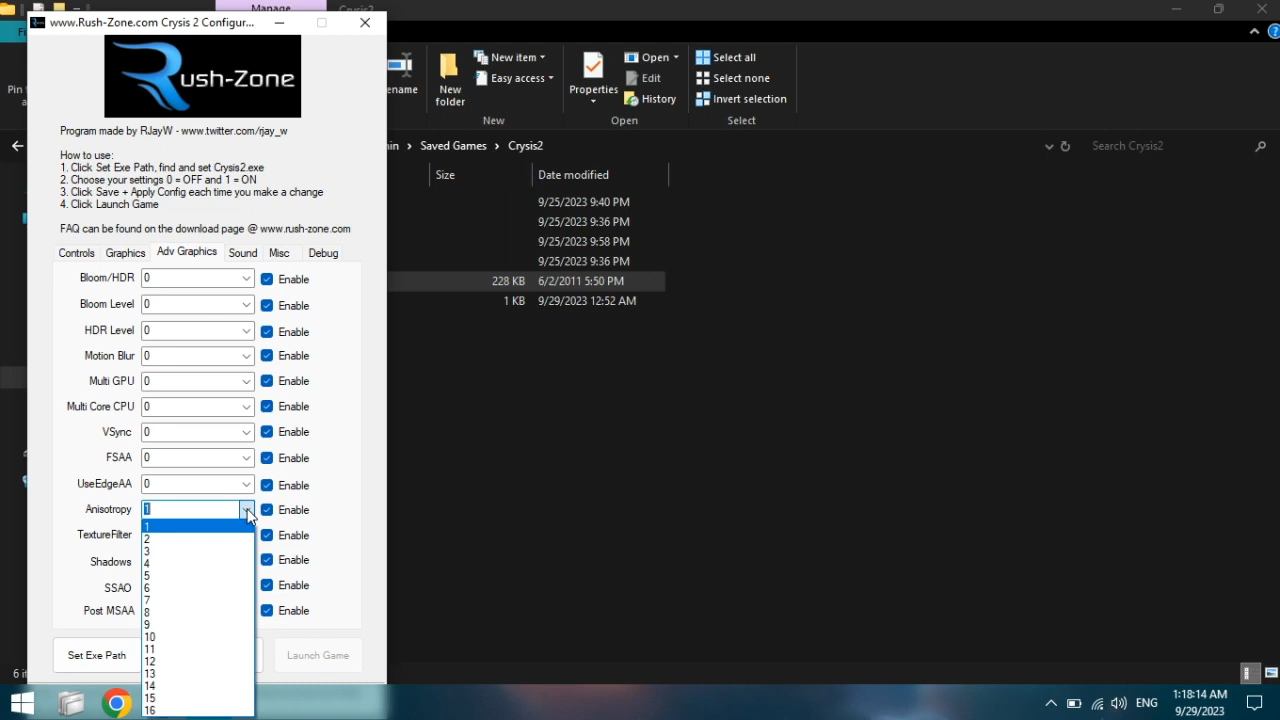 Manage
Crysis2
www.Rush-Zone.com Crysis 2 Configur...
Rush-Zone
Program made by RJayW - www.twitter.com/rjay_w
How to use:
1. Click Set Exe Path, find and set Crysis2.exe
2. Choose your settings 0 = OFF and 1 = ON
3. Click Save + Apply Config each time you make a change
4. Click Launch Game
FAQ can be found on the download page @ www.rush-zone.com
Controls Graphics Adv Graphics Sound Misc Debug
Bloom/HDR 0 Enable
Bloom Level 0 Enable
HDR Level 0 Enable
Motion Blur 0 Enable
Multi GPU 0 Enable
Multi Core CPU 0 Enable
VSync 0 Enable
FSAA 0 Enable
UseEdgeAA 0 Enable
Anisotropy 1 Enable
TextureFilter Enable
Shadows Enable
SSAO Enable
Post MSAA Enable
1
2
3
4
5
6
7
8
9
10
11
12
13
14
15
16
Set Exe Path Launch Game
Pin
ename
New
folder
New item
Easy access
New
Properties
Open
Edit
History
Open
Select all
Select none
Invert selection
Select
in > Saved Games > Crysis2
Search Crysis2
Size Date modified
9/25/2023 9:40 PM
9/25/2023 9:36 PM
9/25/2023 9:58 PM
9/25/2023 9:36 PM
228 KB 6/2/2011 5:50 PM
1 KB 9/29/2023 12:52 AM
ENG
1:18:14 AM
9/29/2023